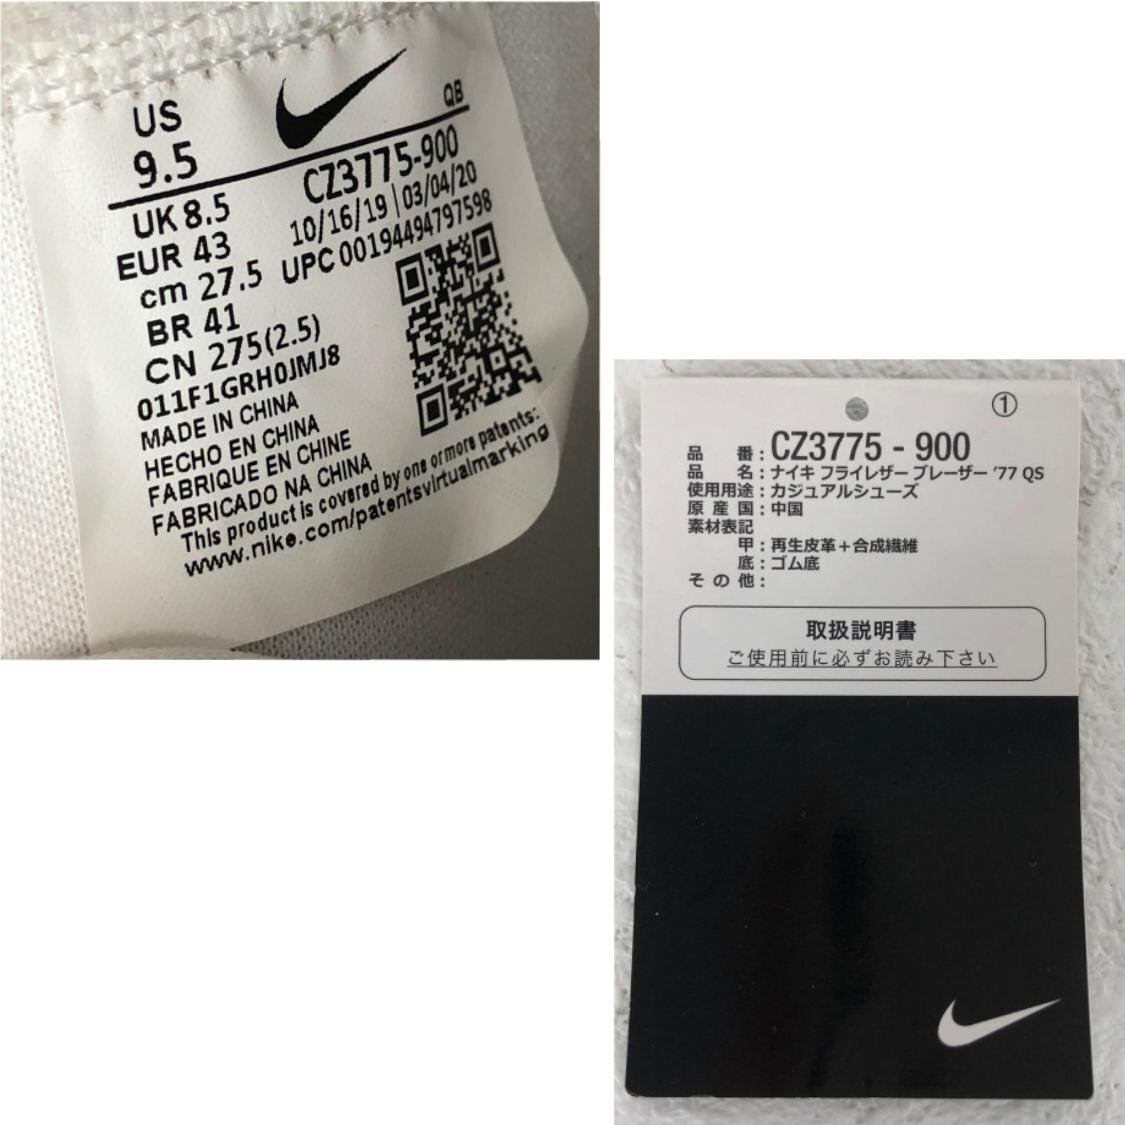 US
9.5
QB
UK 8.5
EUR 43
cm 27.5
BR 41
CN 275(2.5)
CZ3775-900
10/16/19 | 03/04/20
UPC 00194494797598
011F1GRH0JMJ8
MADE IN CHINA
HECHO EN CHINA
FABRIQUE EN CHINE
FABRICADO NA CHINA
This product is covered by one or more patents:
www.nike.com/patentsvirtualmarking
①
品 番：CZ3775 - 900
品 名：ナイキ フライレザー ブレーザー ’77 QS
使用用途：カジュアルシューズ
原 産 国：中国
素材表記
甲：再生皮革＋合成繊維
底：ゴム底
そ の 他：
取扱説明書
ご使用前に必ずお読み下さい